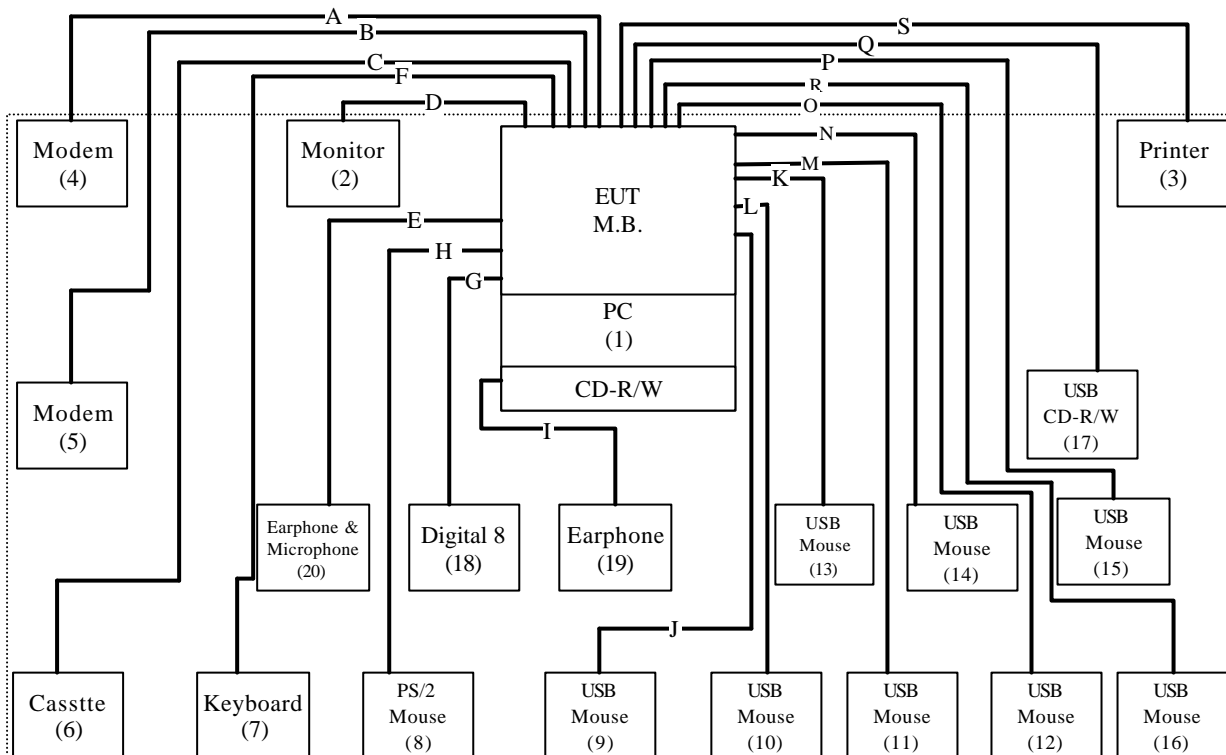 A
B
C
F
D
S
Q
P
R
O
N
M
K
L
E
H
G
I
J
Modem
(4)
Monitor
(2)
EUT
M.B.
PC
(1)
CD-R/W
Printer
(3)
Modem
(5)
USB
CD-R/W
(17)
Earphone &
Microphone
(20)
Digital 8
(18)
Earphone
(19)
USB
Mouse
(13)
USB
Mouse
(14)
USB
Mouse
(15)
Casstte
(6)
Keyboard
(7)
PS/2
Mouse
(8)
USB
Mouse
(9)
USB
Mouse
(10)
USB
Mouse
(11)
USB
Mouse
(12)
USB
Mouse
(16)